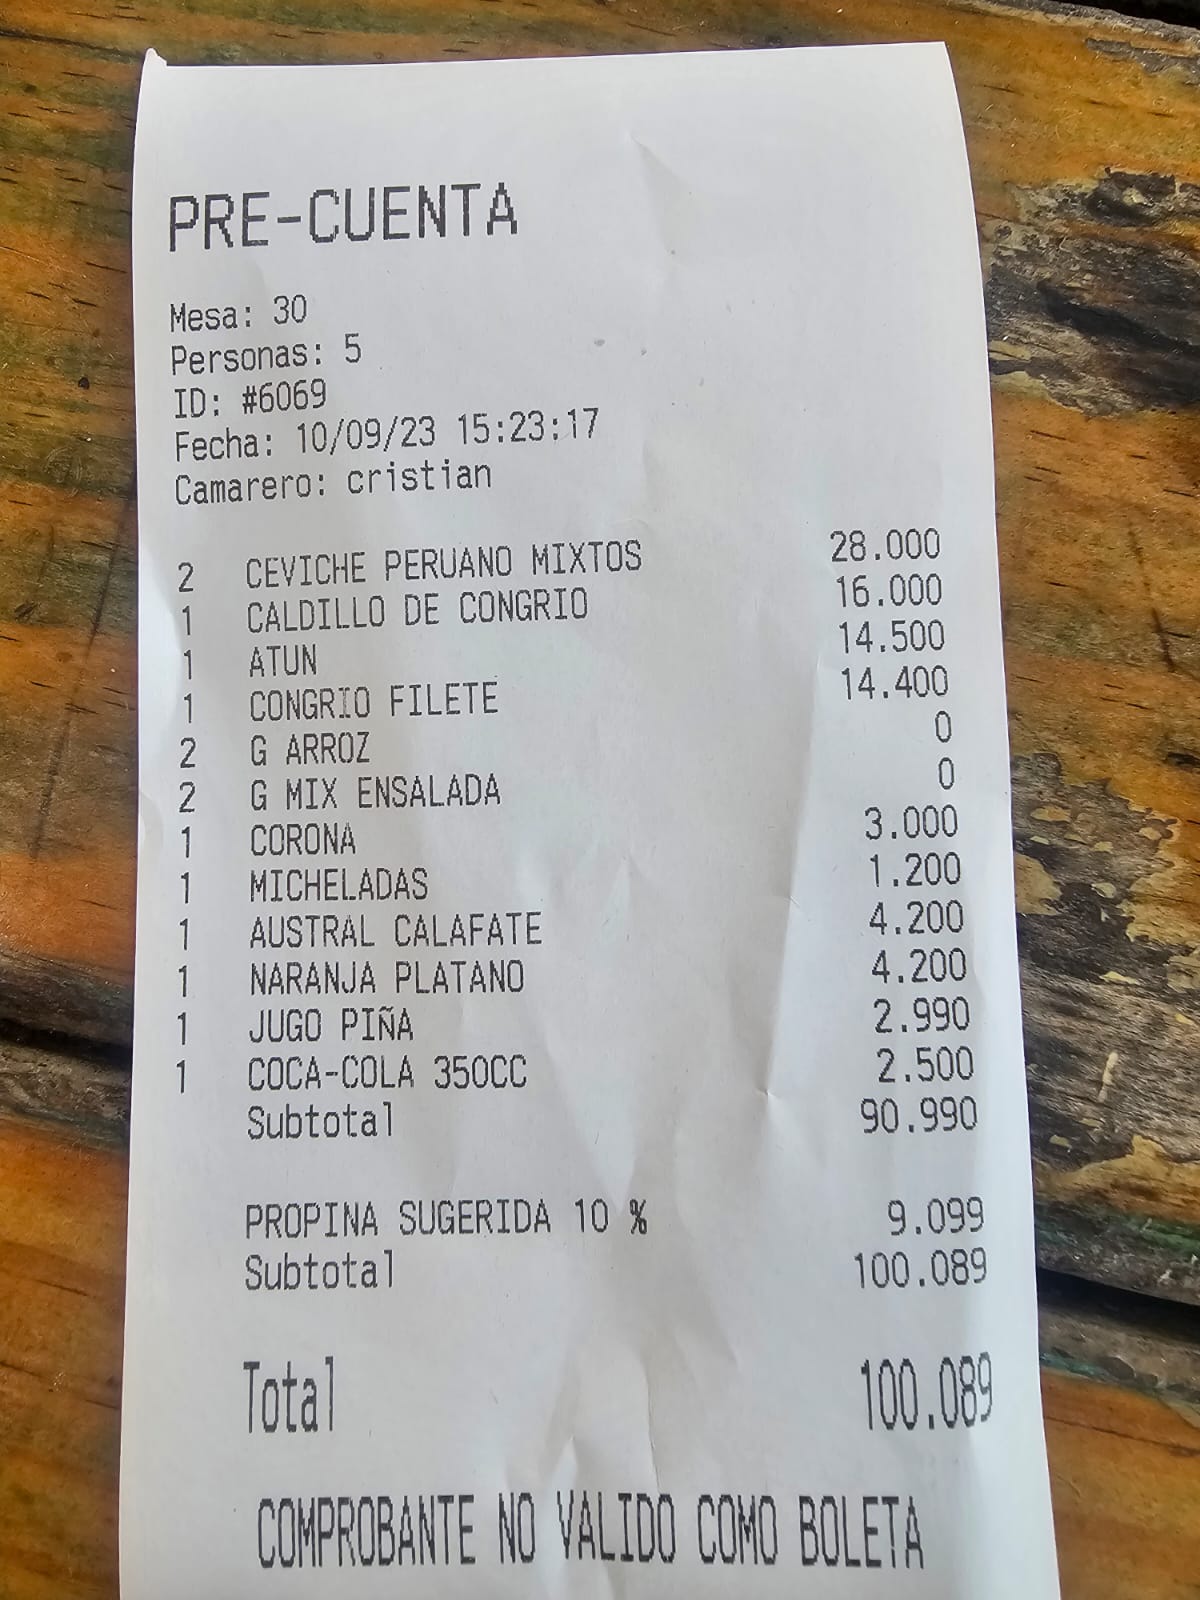 PRE-CUENTA
Mesa: 30
Personas: 5
ID: #6069
Fecha: 10/09/23 15:23:17
Camarero: cristian
2 CEVICHE PERUANO MIXTOS 28.000
1 CALDILLO DE CONGRIO 16.000
1 ATUN 14.500
1 CONGRIO FILETE 14.400
2 G ARROZ 0
2 G MIX ENSALADA 0
1 CORONA 3.000
1 MICHELADAS 1.200
1 AUSTRAL CALAFATE 4.200
1 NARANJA PLATANO 4.200
1 JUGO PIÑA 2.990
1 COCA-COLA 350CC 2.500
Subtotal 90.990
PROPINA SUGERIDA 10 % 9.099
Subtotal 100.089
Total 100.089
COMPROBANTE NO VALIDO COMO BOLETA